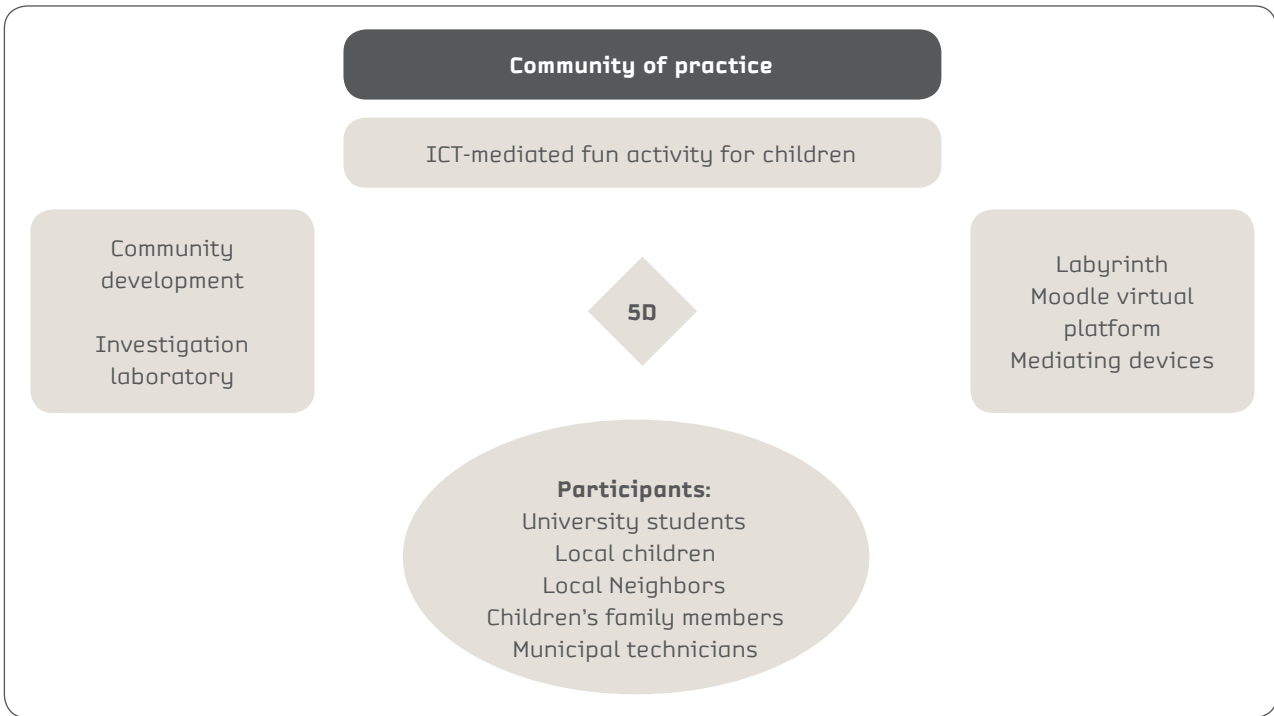 Community of practice
ICT-mediated fun activity for children
Community
development
Investigation
laboratory
5D
Labyrinth
Moodle virtual
platform
Mediating devices
Participants:
University students
Local children
Local Neighbors
Children's family members
Municipal technicians